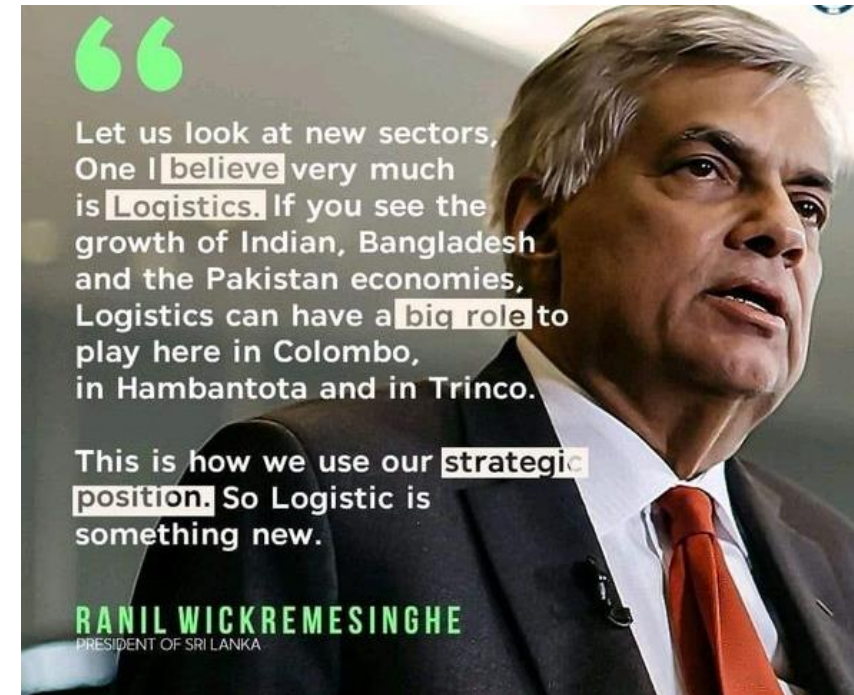 Let us look at new sectors,
One I believe very much
is Logistics. If you see the
growth of Indian, Bangladesh
and the Pakistan economies,
Logistics can have a big role to
play here in Colombo,
in Hambantota and in Trinco.
This is how we use our strategic
position. So Logistic is
something new.
RANIL WICKREMESINGHE
PRESIDENT OF SRI LANKA